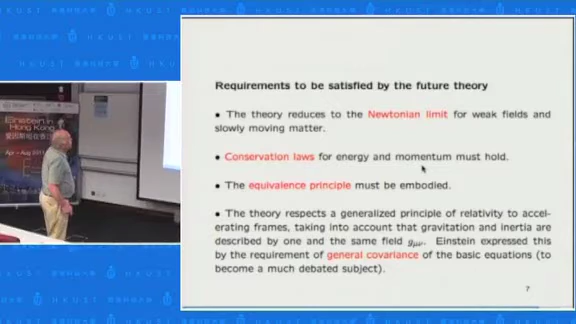 Requirements to be satisfied by the future theory
• The theory reduces to the Newtonian limit for weak fields and
slowly moving matter.
• Conservation laws for energy and momentum must hold.
• The equivalence principle must be embodied.
• The theory respects a generalized principle of relativity to accel-
erating frames, taking into account that gravitation and inertia are
described by one and the same field gμν. Einstein expressed this
by the requirement of general covariance of the basic equations (to
become a much debated subject).
7
Einstein in
Hong Kong
HKUST